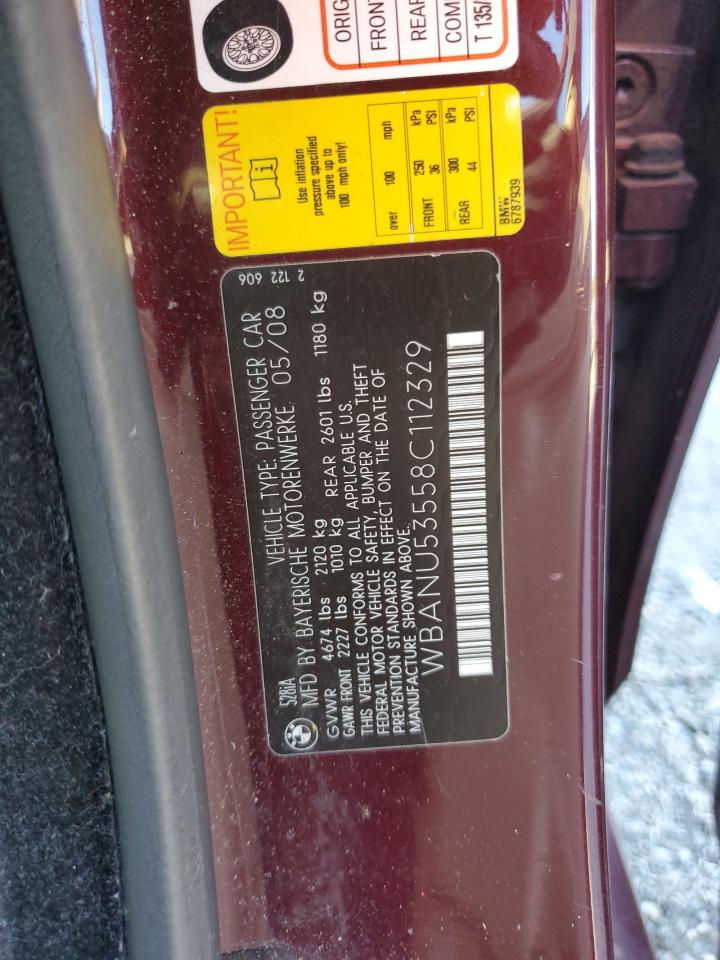 ORIG
FRONT
REAR
COM
T 135/
IMPORTANT!
Use inflation
pressure specified
above up to
100 mph only!
over 100 mph
kPa
PSI
FRONT 250
36
kPa
PSI
REAR 300
44
BMW
6787939
2 122 606
528iA VEHICLE TYPE: PASSENGER CAR
MFD BY BAYERISCHE MOTORENWERKE 05/08
GVWR 4674 lbs 2120 kg
GAWR FRONT 2227 lbs 1010 kg REAR 2601 lbs 1180 kg
THIS VEHICLE CONFORMS TO ALL APPLICABLE U.S.
FEDERAL MOTOR VEHICLE SAFETY, BUMPER AND THEFT
PREVENTION STANDARDS IN EFFECT ON THE DATE OF
MANUFACTURE SHOWN ABOVE.
WBANU53558C112329